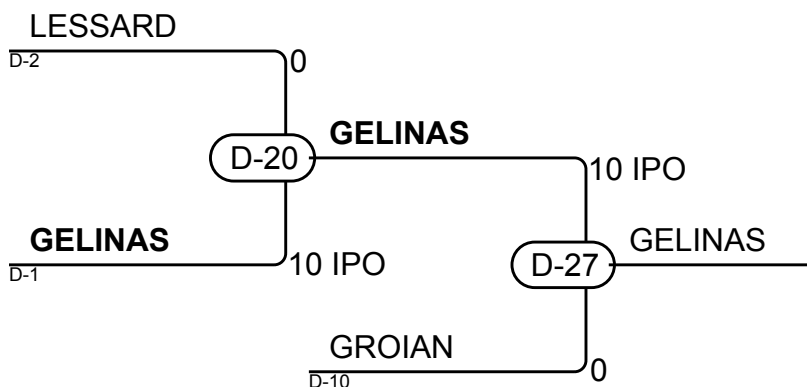 LESSARD
D-2
0
GELINAS
D-20
10 IPO
GELINAS
D-1
10 IPO
GELINAS
D-27
GROIAN
D-10
0